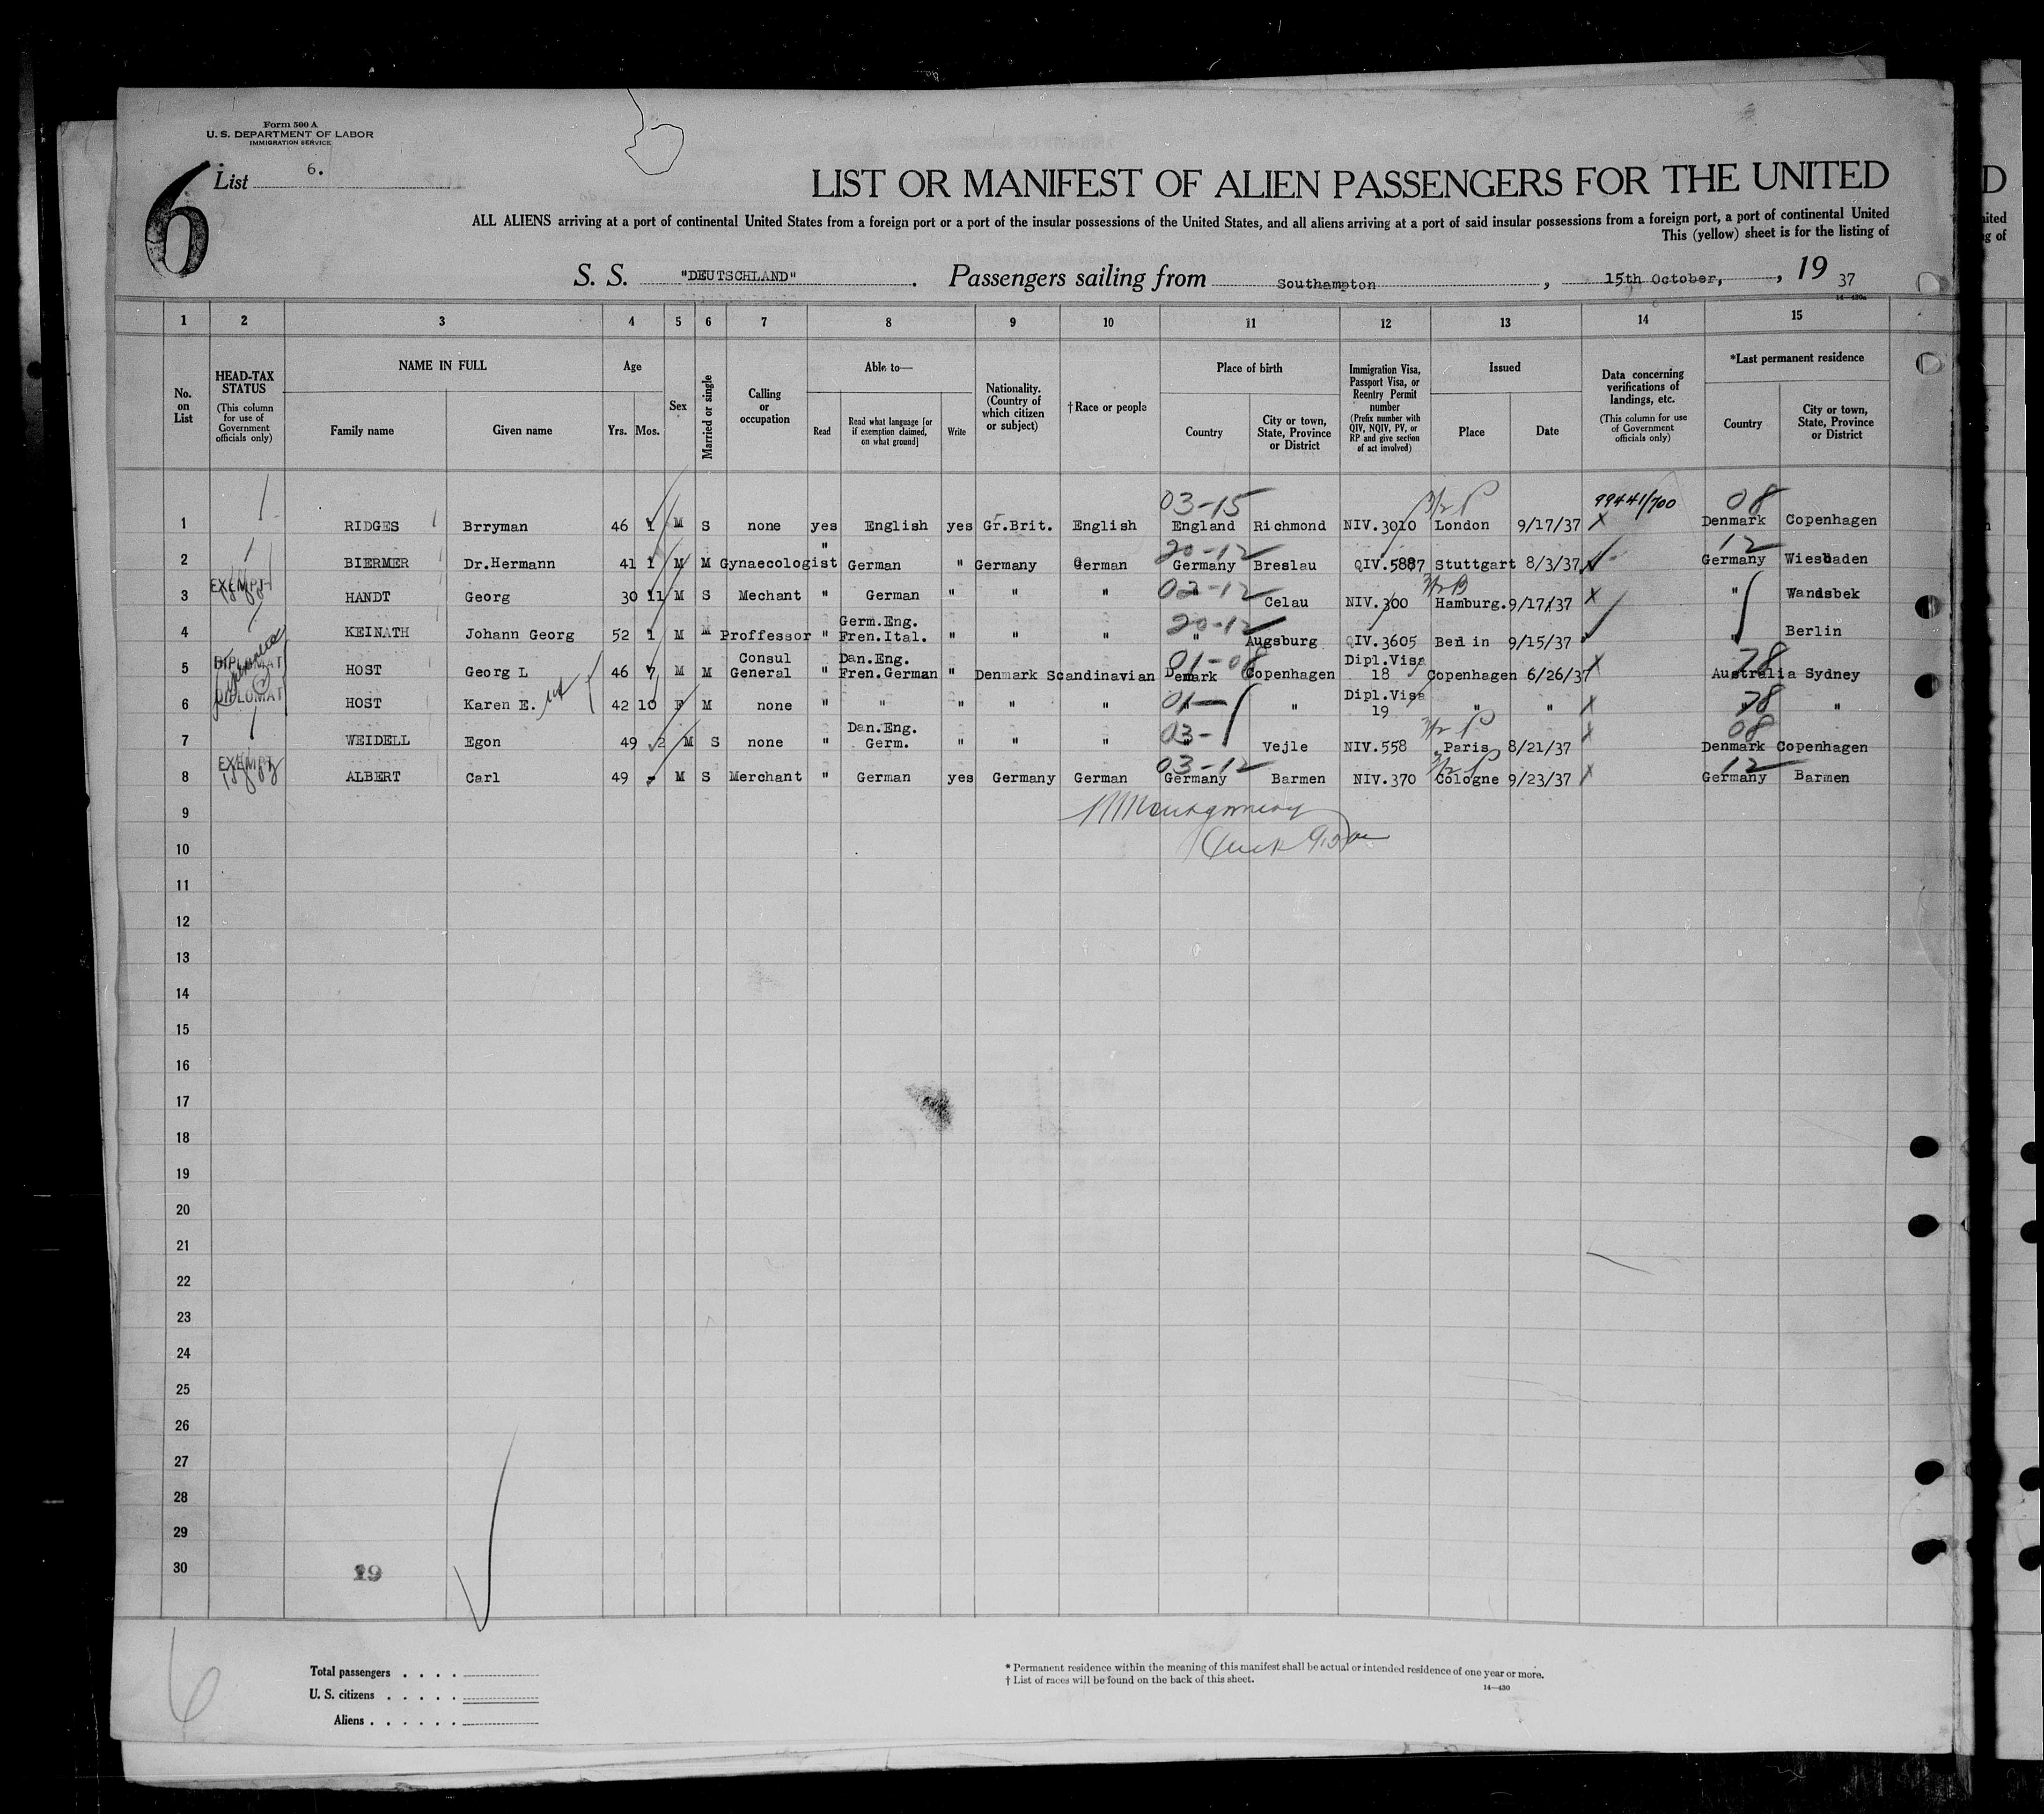 Form 500 A
U. S. DEPARTMENT OF LABOR
IMMIGRATION SERVICE
6
List 6.
LIST OR MANIFEST OF ALIEN PASSENGERS FOR THE UNITED
ALL ALIENS arriving at a port of continental United States from a foreign port or a port of the insular possessions of the United States, and all aliens arriving at a port of said insular possessions from a foreign port, a port of continental United
This (yellow) sheet is for the listing of
S. S. "DEUTSCHLAND". Passengers sailing from Southampton, 15th October, , 19 37
14-430a
1 2 3 4 5 6 7 8 9 10 11 12 13 14 15
No. on List
HEAD-TAX STATUS (This column for use of Government officials only)
NAME IN FULL
Family name Given name
Age
Yrs. Mos.
Sex
Married or single
Calling or occupation
Able to—
Read Read what language [or if exemption claimed, on what ground] Write
Nationality. (Country of which citizen or subject)
†Race or people
Place of birth
Country City or town, State, Province or District
Immigration Visa, Passport Visa, or Reentry Permit number (Prefix number with QIV, NQIV, PV, or RP and give section of act involved)
Issued
Place Date
Data concerning verifications of landings, etc. (This column for use of Government officials only)
*Last permanent residence
Country City or town, State, Province or District
03-15 99441/700 08
1 RIDGES Brryman 46 1 M S none yes English yes Gr.Brit. English England Richmond NIV.3010 London 9/17/37 X Denmark Copenhagen
20-12 12
2 BIERMER Dr.Hermann 41 1 M M Gynaecologist " German " Germany German Germany Breslau QIV.5887 Stuttgart 8/3/37 Germany Wiesbaden
EXEMPT 02-12
3 HANDT Georg 30 11 M S Mechant " German " " " Celau NIV.300 Hamburg. 9/17/37 X " Wandsbek
20-12
4 KEINATH Johann Georg 52 1 M M Proffessor " Germ.Eng. Fren.Ital. " " " " Augsburg QIV.3605 Berlin 9/15/37 " Berlin
DIPLOMAT 01-08 78
5 HOST Georg L 46 7 M M Consul General " Dan.Eng. Fren.German " Denmark Scandinavian Demark Copenhagen Dipl.Visa 18 Copenhagen 6/26/37 X Australia Sydney
DIPLOMAT 01- 78
6 HOST Karen E. 42 10 F M none " " " " " " Dipl.Visa 19 " " X "
03- 08
7 WEIDELL Egon 49 2 M S none " Dan.Eng. Germ. " " " Vejle NIV.558 Paris 8/21/37 X Denmark Copenhagen
EXEMPT 03-12 12
8 ALBERT Carl 49 - M S Merchant " German yes Germany German Germany Barmen NIV.370 Cologne 9/23/37 X Germany Barmen
9
10
11
12
13
14
15
16
17
18
19
20
21
22
23
24
25
26
27
28
29
30
6
Total passengers . . . .
U. S. citizens . . . . .
Aliens . . . . . .
* Permanent residence within the meaning of this manifest shall be actual or intended residence of one year or more.
† List of races will be found on the back of this sheet.
14-430